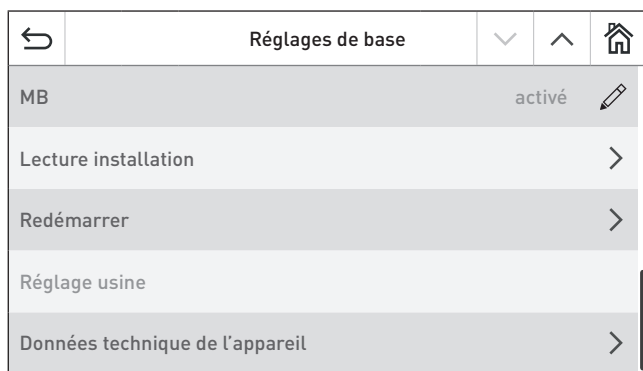 Réglages de base
MB activé
Lecture installation
Redémarrer
Réglage usine
Données technique de l'appareil